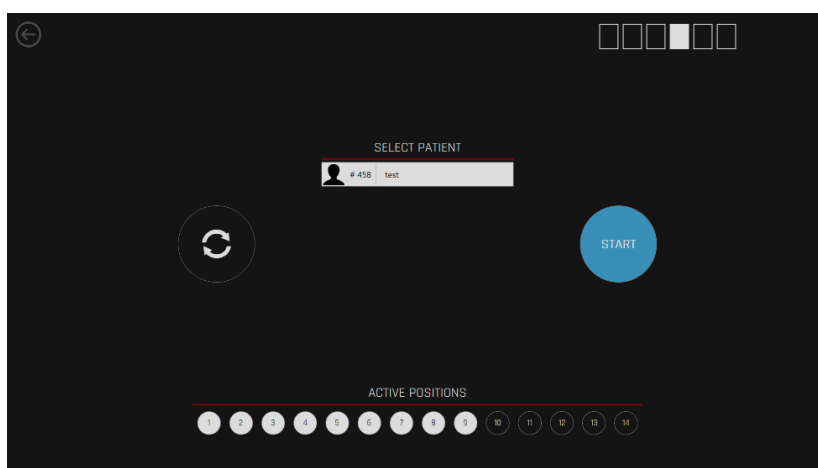 SELECT PATIENT
# 458 test
START
ACTIVE POSITIONS
1 2 3 4 5 6 7 8 9 10 11 12 13 14